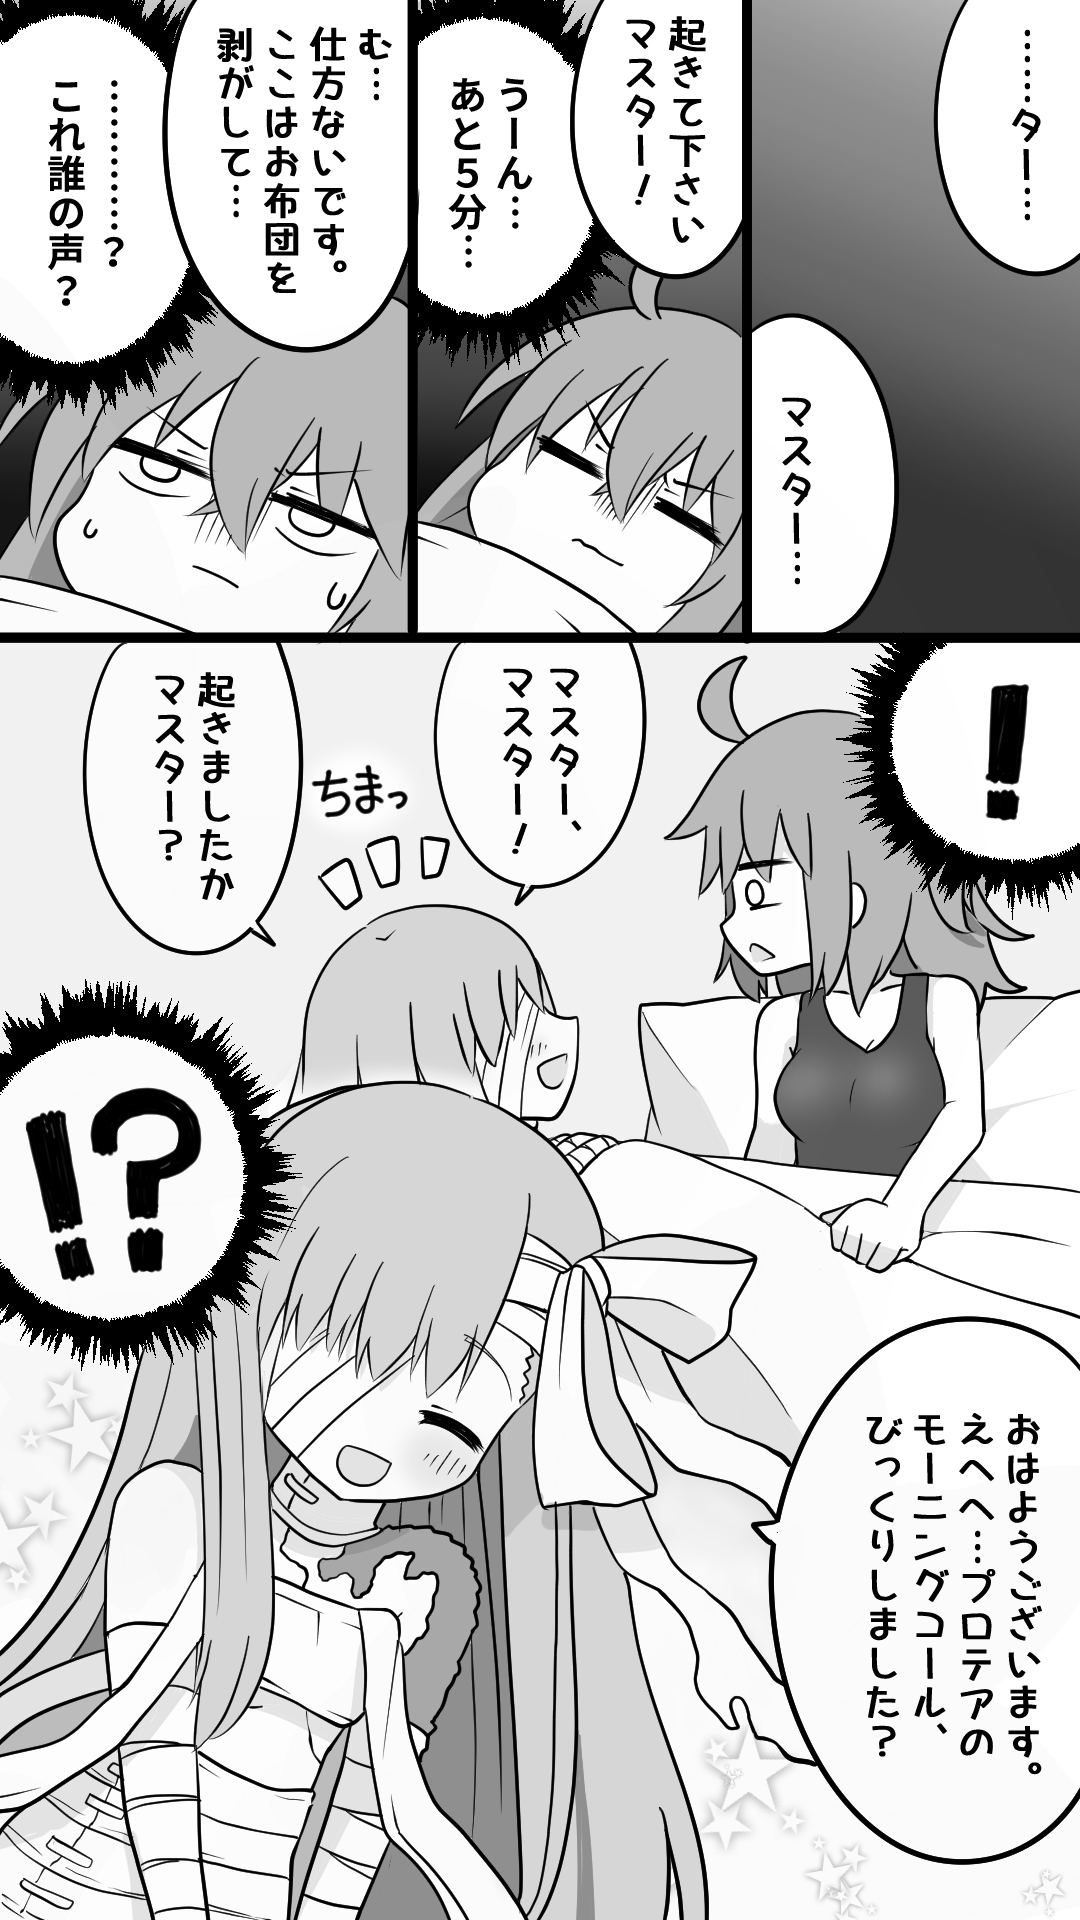 ……ター…
マスター…
起きて下さい
マスター!
うーん…
あと5分…
む…
仕方ないです。
ここはお布団を
剥がして…
…………?
これ誰の声?
!
マスター、
マスター!
ちまっ
起きましたか
マスター?
!?
おはようございます。
えへへ…プロテアの
モーニングコール、
びっくりしました?